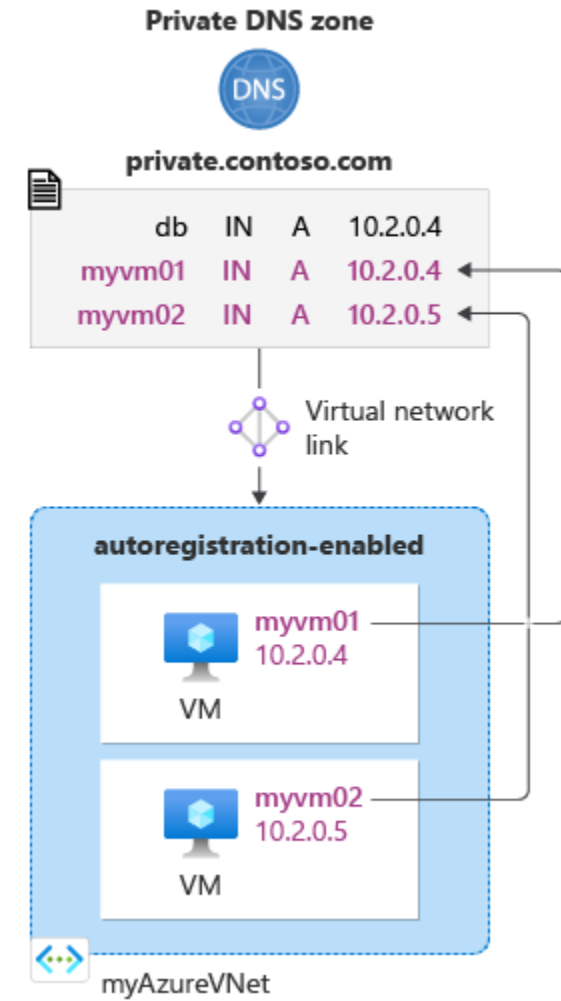 Private DNS zone
DNS
private.contoso.com
db IN A 10.2.0.4
myvm01 IN A 10.2.0.4
myvm02 IN A 10.2.0.5
Virtual network
link
autoregistration-enabled
myvm01
10.2.0.4
VM
myvm02
10.2.0.5
VM
myAzureVNet